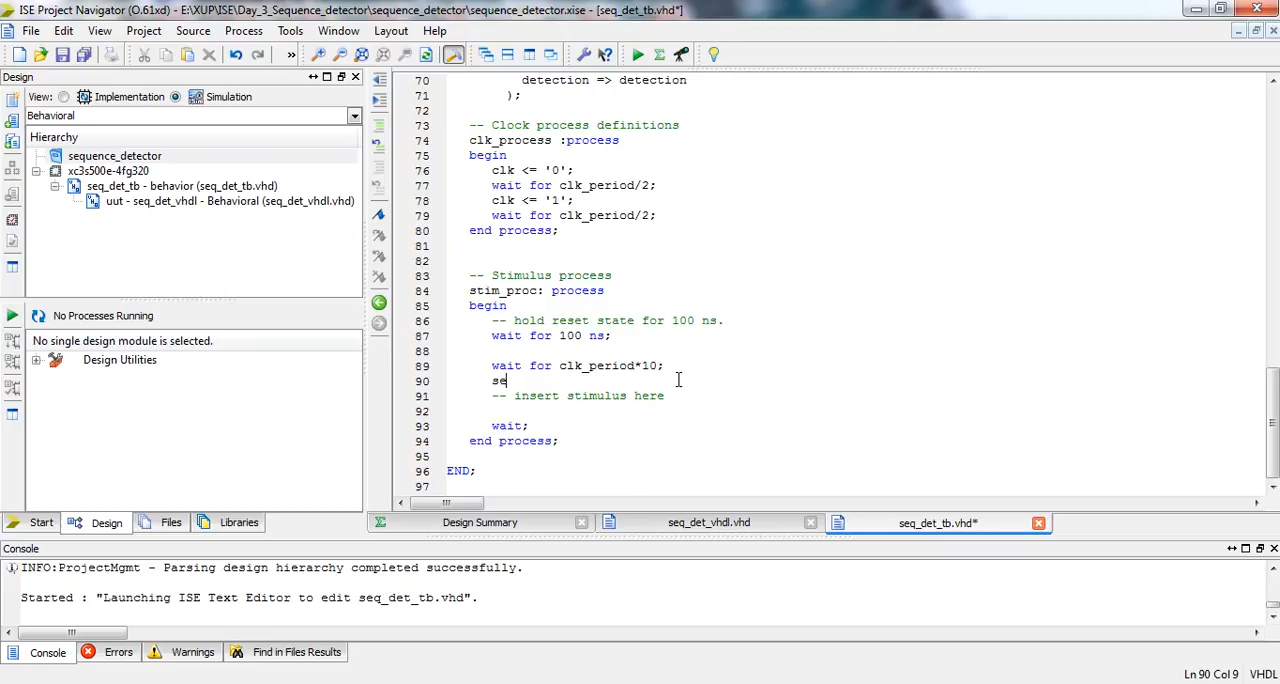 ISE Project Navigator (O.61xd) - E:\XUP\ISE\Day_3_Sequence_detector\sequence_detector\sequence_detector.xise - [seq_det_tb.vhd*]
File Edit View Project Source Process Tools Window Layout Help
Design
View: Implementation Simulation
Behavioral
Hierarchy
sequence_detector
xc3s500e-4fg320
seq_det_tb - behavior (seq_det_tb.vhd)
uut - seq_det_vhdl - Behavioral (seq_det_vhdl.vhd)
No Processes Running
No single design module is selected.
Design Utilities
Start Design Files Libraries
70 detection => detection
71 );
72
73 -- Clock process definitions
74 clk_process :process
75 begin
76 clk <= '0';
77 wait for clk_period/2;
78 clk <= '1';
79 wait for clk_period/2;
80 end process;
81
82
83 -- Stimulus process
84 stim_proc: process
85 begin
86 -- hold reset state for 100 ns.
87 wait for 100 ns;
88
89 wait for clk_period*10;
90 se
91 -- insert stimulus here
92
93 wait;
94 end process;
95
96 END;
97
Design Summary seq_det_vhdl.vhd seq_det_tb.vhd*
Console
INFO:ProjectMgmt - Parsing design hierarchy completed successfully.
Started : "Launching ISE Text Editor to edit seq_det_tb.vhd".
Console Errors Warnings Find in Files Results
Ln 90 Col 9 VHDL